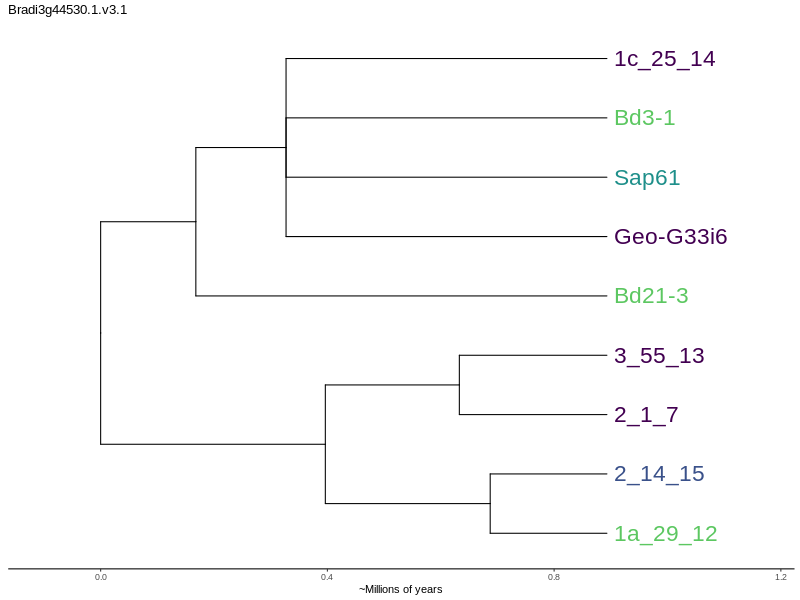 Bradi3g44530.1.v3.1
1c_25_14
Bd3-1
Sap61
Geo-G33i6
Bd21-3
3_55_13
2_1_7
2_14_15
1a_29_12
0.0 0.4 0.8 1.2
~Millions of years